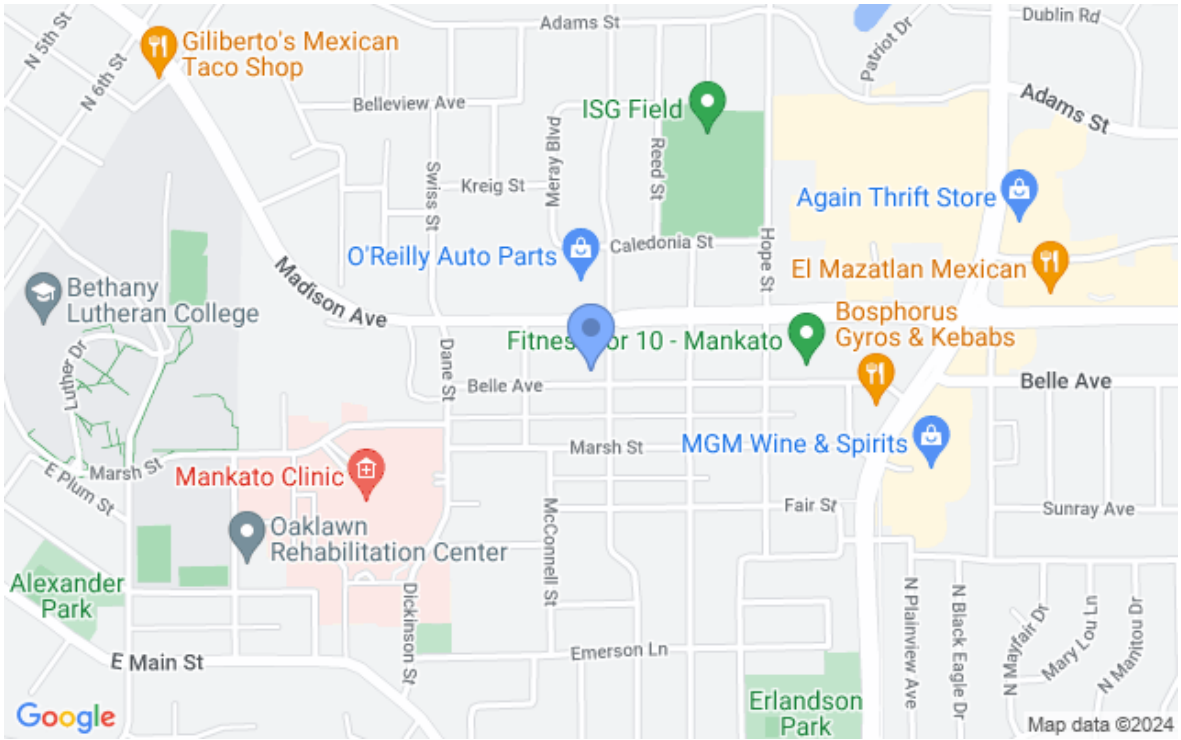 N 5th St
N 6th St
Giliberto's Mexican
Taco Shop
Adams St
Dublin Rd
Patriot Dr
Adams St
Belleview Ave
Meray Blvd
ISG Field
Reed St
Swiss St
Kreig St
Again Thrift Store
Caledonia St
Hope St
O'Reilly Auto Parts
El Mazatlan Mexican
Madison Ave
Bethany
Lutheran College
Bosphorus
Gyros & Kebabs
Luther Dr
Dane St
Belle Ave
Belle Ave
Marsh St
MGM Wine & Spirits
Marsh St
E Plum St
Mankato Clinic
McConnell St
Fair St
Sunray Ave
Oaklawn
Rehabilitation Center
Alexander
Park
Dickinson St
N Plainview Ave
N Black Eagle Dr
N Mayfair Dr
Mary Lou Ln
N Manitou Dr
E Main St
Emerson Ln
Erlandson
Park
Google
Map data ©2024
10 - Mankato